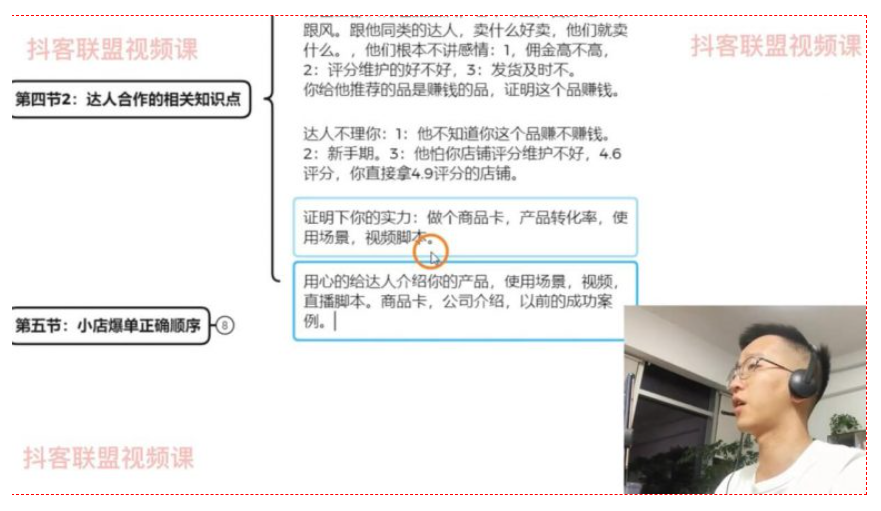 跟风。跟他同类的达人，卖什么好卖，他们就卖
什么。，他们根本不讲感情：1，佣金高不高，
2：评分维护的好不好，3：发货及时不。
你给他推荐的品是赚钱的品，证明这个品赚钱。
抖客联盟视频课
抖客联盟视频课
第四节2：达人合作的相关知识点
达人不理你：1：他不知道你这个品赚不赚钱。
2：新手期。3：他怕你店铺评分维护不好，4.6
评分，你直接拿4.9评分的店铺。
证明下你的实力：做个商品卡，产品转化率，使
用场景，视频脚本。
用心的给达人介绍你的产品，使用场景，视频，
直播脚本。商品卡，公司介绍，以前的成功案
例。
第五节：小店爆单正确顺序
8
抖客联盟视频课